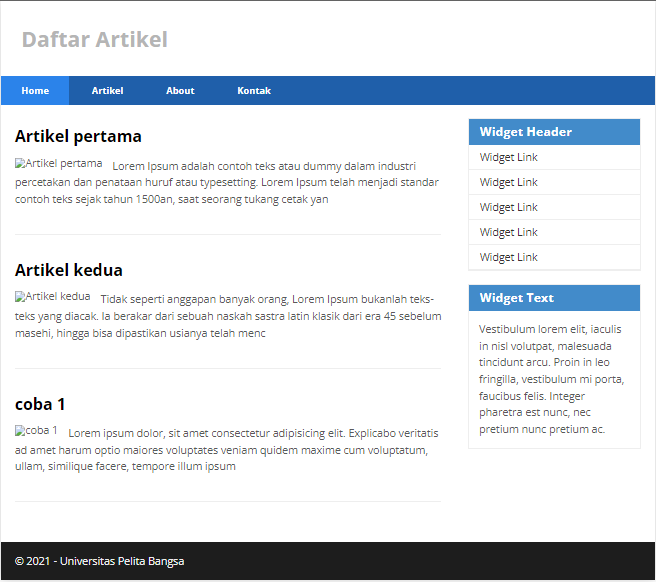 Daftar Artikel
Home Artikel About Kontak
Artikel pertama
Artikel pertama Lorem Ipsum adalah contoh teks atau dummy dalam industri
percetakan dan penataan huruf atau typesetting. Lorem Ipsum telah menjadi standar
contoh teks sejak tahun 1500an, saat seorang tukang cetak yan
Artikel kedua
Artikel kedua Tidak seperti anggapan banyak orang, Lorem Ipsum bukanlah teks-
teks yang diacak. Ia berakar dari sebuah naskah sastra latin klasik dari era 45 sebelum
masehi, hingga bisa dipastikan usianya telah menc
coba 1
coba 1 Lorem ipsum dolor, sit amet consectetur adipisicing elit. Explicabo veritatis
ad amet harum optio maiores voluptates veniam quidem maxime cum voluptatum,
ullam, similique facere, tempore illum ipsum
Widget Header
Widget Link
Widget Link
Widget Link
Widget Link
Widget Link
Widget Text
Vestibulum lorem elit, iaculis
in nisl volutpat, malesuada
tincidunt arcu. Proin in leo
fringilla, vestibulum mi porta,
faucibus felis. Integer
pharetra est nunc, nec
pretium nunc pretium ac.
© 2021 - Universitas Pelita Bangsa